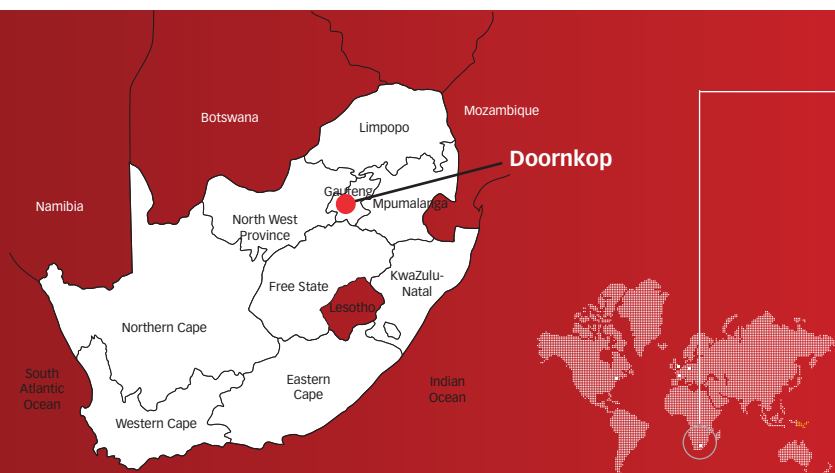 Botswana
Mozambique
Limpopo
Doornkop
Gauteng
Mpumalanga
Namibia
North West
Province
KwaZulu-
Natal
Free State
Lesotho
Northern Cape
South
Atlantic
Ocean
Eastern
Cape
Indian
Ocean
Western Cape